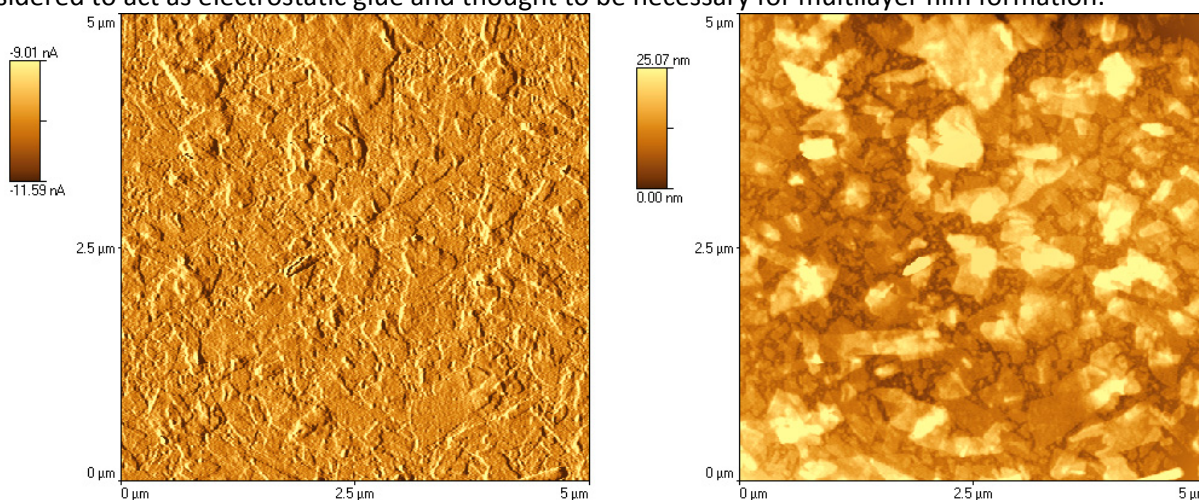 sidered to act as electrostatic glue and thought to be necessary for multilayer film formation.
5 µm
-9.01 nA
-11.59 nA
2.5 µm
0 µm
0 µm
2.5 µm
5 µm
5 µm
25.07 nm
0.00 nm
2.5 µm
0 µm
0 µm
2.5 µm
5 µm